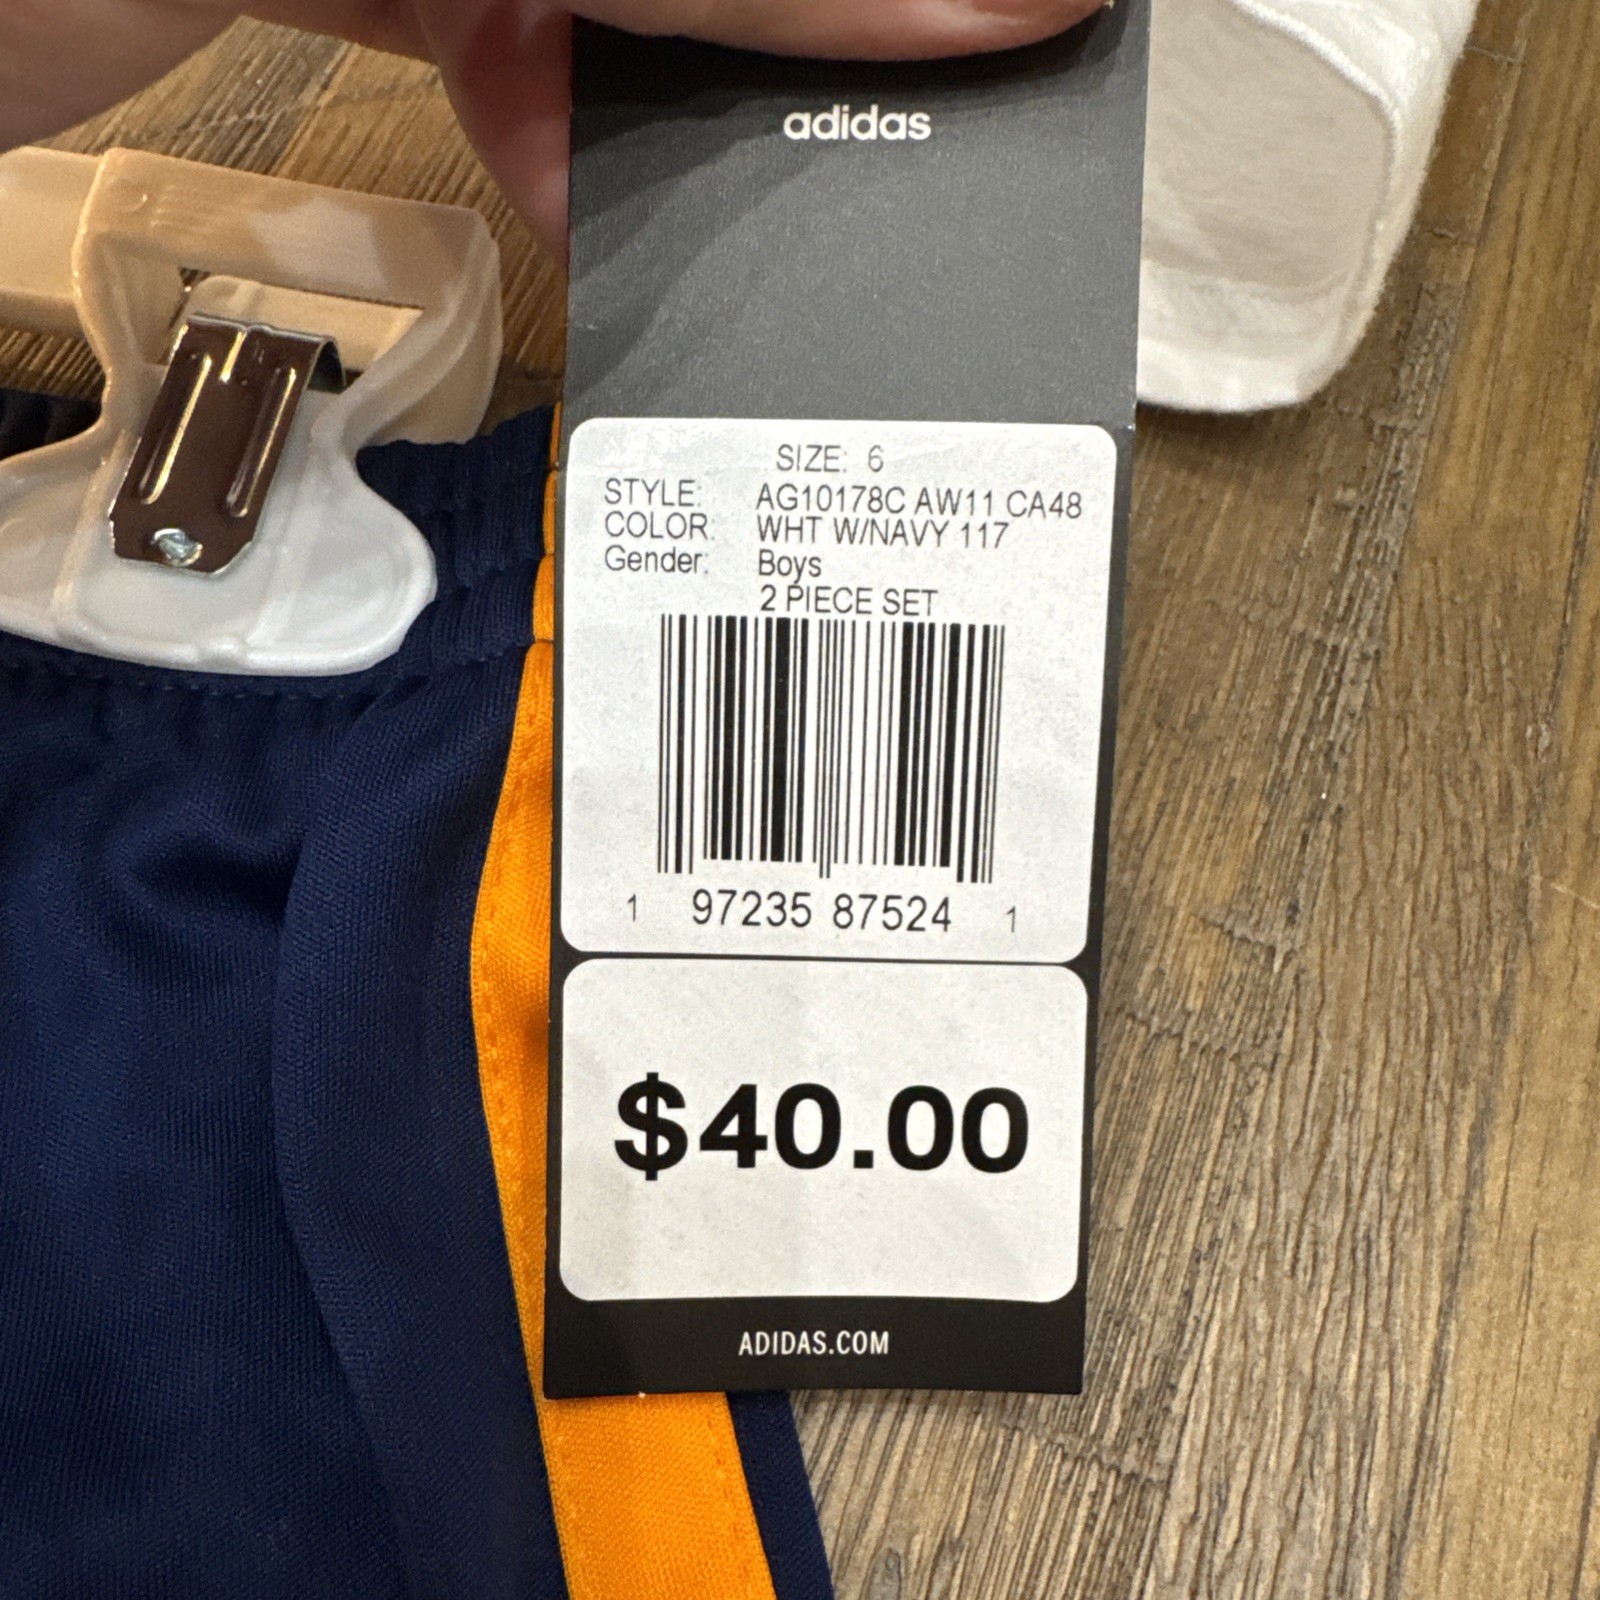 adidas
SIZE: 6
STYLE: AG10178C AW11 CA48
COLOR: WHT W/NAVY 117
Gender: Boys
2 PIECE SET
1 97235 87524 1
$40.00
ADIDAS.COM